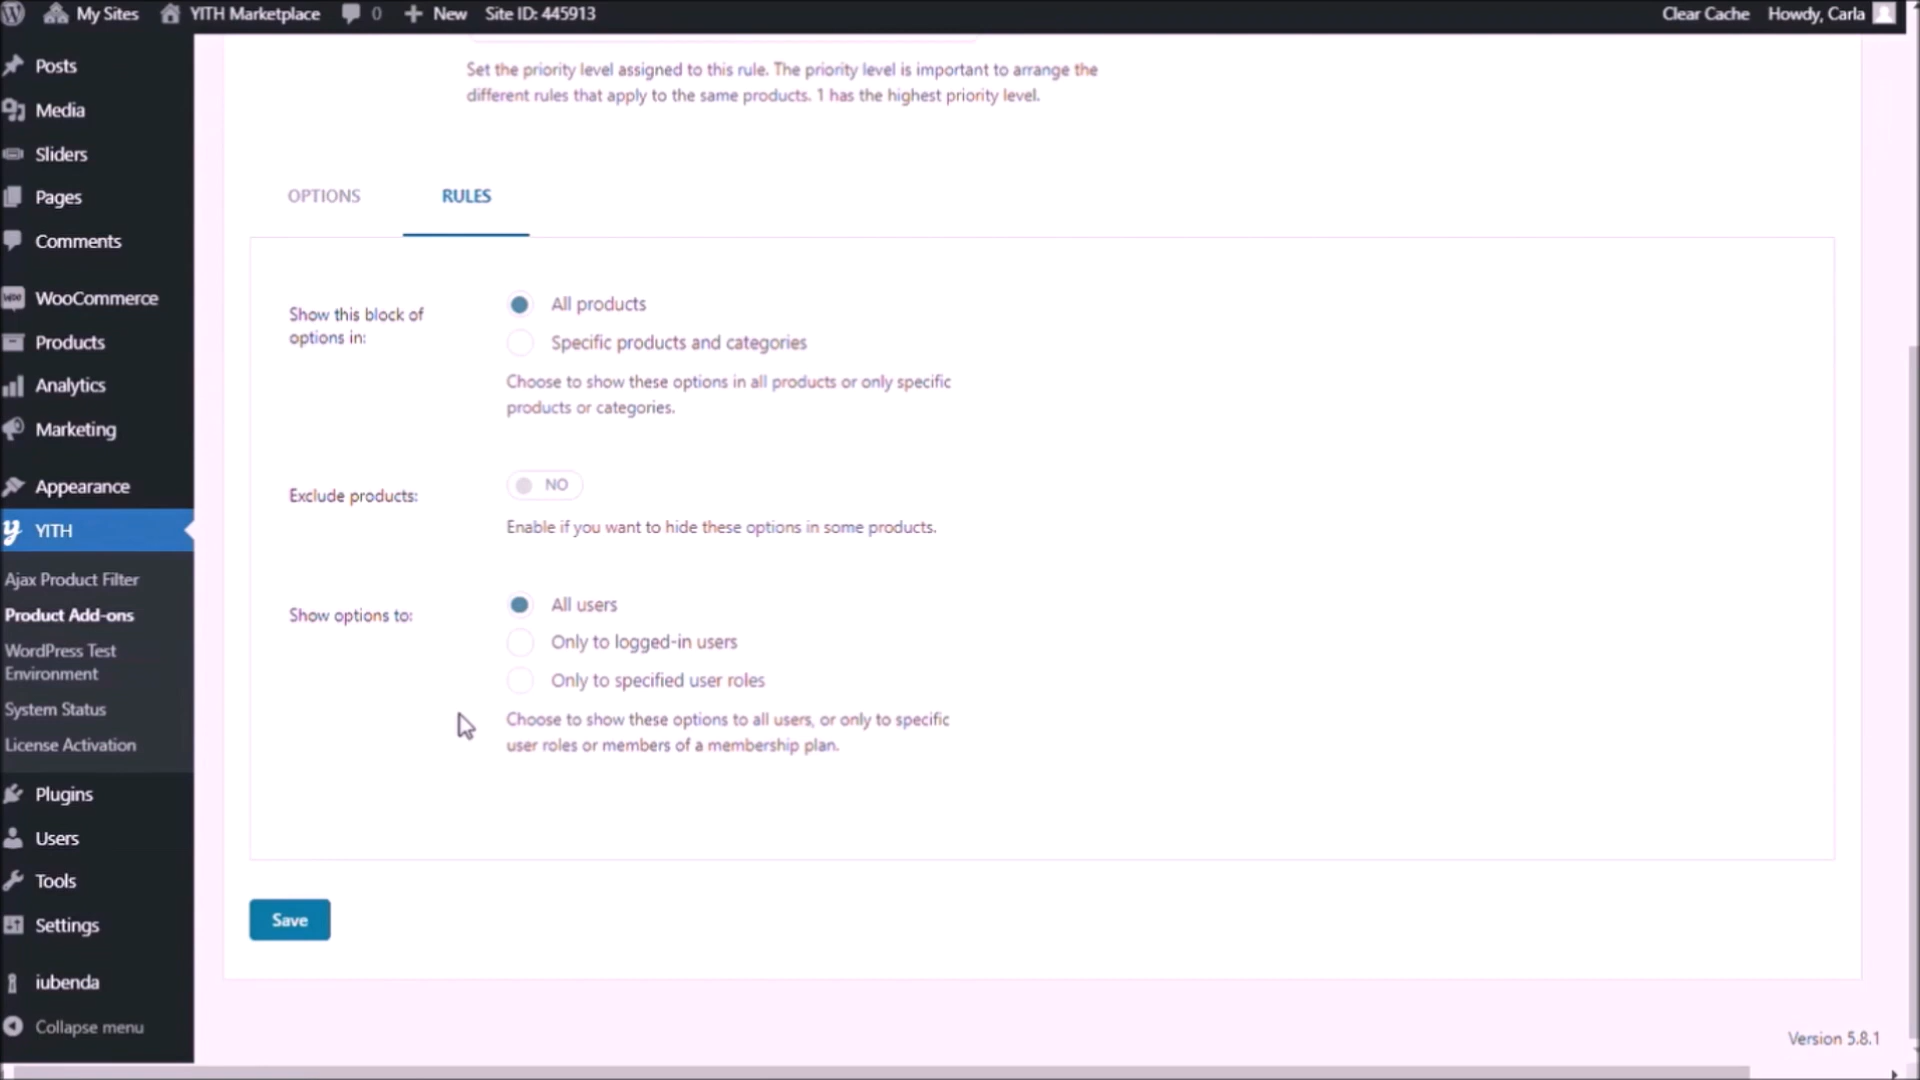 My Sites
YITH Marketplace
0
New
Site ID: 445913
Clear Cache
Howdy, Carla
Posts
Media
Sliders
Pages
Comments
WooCommerce
Products
Analytics
Marketing
Appearance
YITH
Ajax Product Filter
Product Add-ons
WordPress Test
Environment
System Status
License Activation
Plugins
Users
Tools
Settings
iubenda
Collapse menu
Set the priority level assigned to this rule. The priority level is important to arrange the
different rules that apply to the same products. 1 has the highest priority level.
OPTIONS
RULES
Show this block of
options in:
All products
Specific products and categories
Choose to show these options in all products or only specific
products or categories.
Exclude products:
NO
Enable if you want to hide these options in some products.
Show options to:
All users
Only to logged-in users
Only to specified user roles
Choose to show these options to all users, or only to specific
user roles or members of a membership plan.
Save
Version 5.8.1